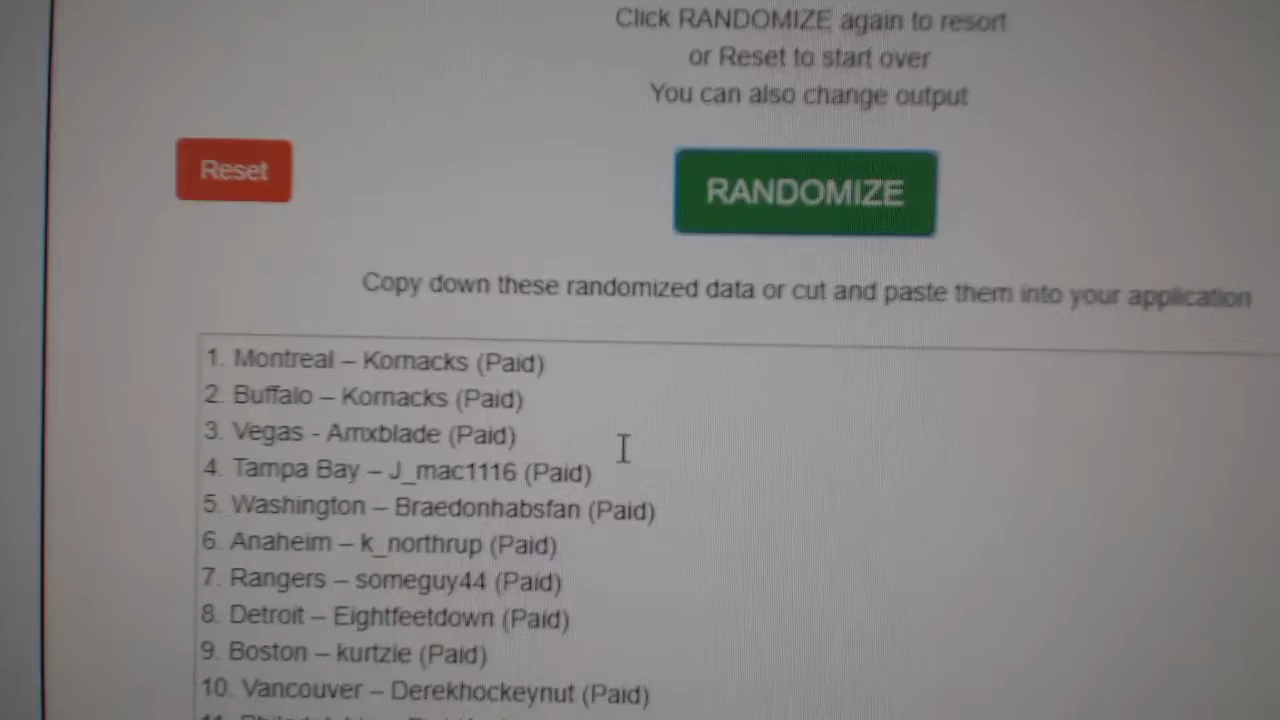 Click RANDOMIZE again to resort
or Reset to start over
You can also change output
Reset
RANDOMIZE
Copy down these randomized data or cut and paste them into your application
1. Montreal – Kornacks (Paid)
2. Buffalo – Kornacks (Paid)
3. Vegas - Amxblade (Paid)
4. Tampa Bay – J_mac1116 (Paid)
5. Washington – Braedonhabsfan (Paid)
6. Anaheim – k_northrup (Paid)
7. Rangers – someguy44 (Paid)
8. Detroit – Eightfeetdown (Paid)
9. Boston – kurtzie (Paid)
10. Vancouver – Derekhockeynut (Paid)